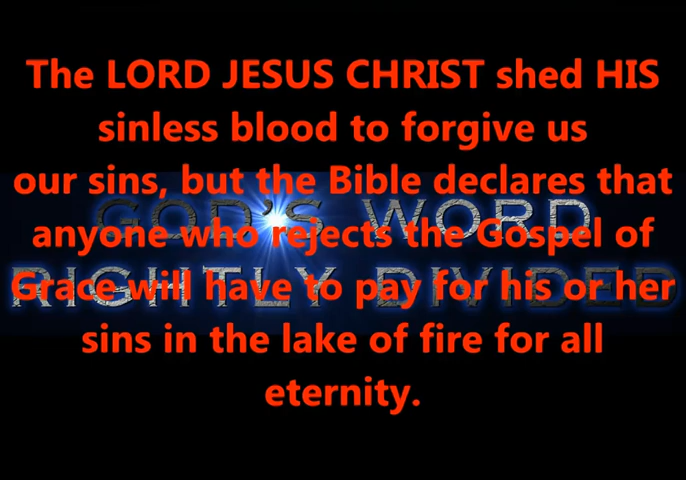 The LORD JESUS CHRIST shed HIS
sinless blood to forgive us
our sins, but the Bible declares that
GOD'S WORD
anyone who rejects the Gospel of
RIGHTLY DIVIDED
Grace will have to pay for his or her
sins in the lake of fire for all
eternity.